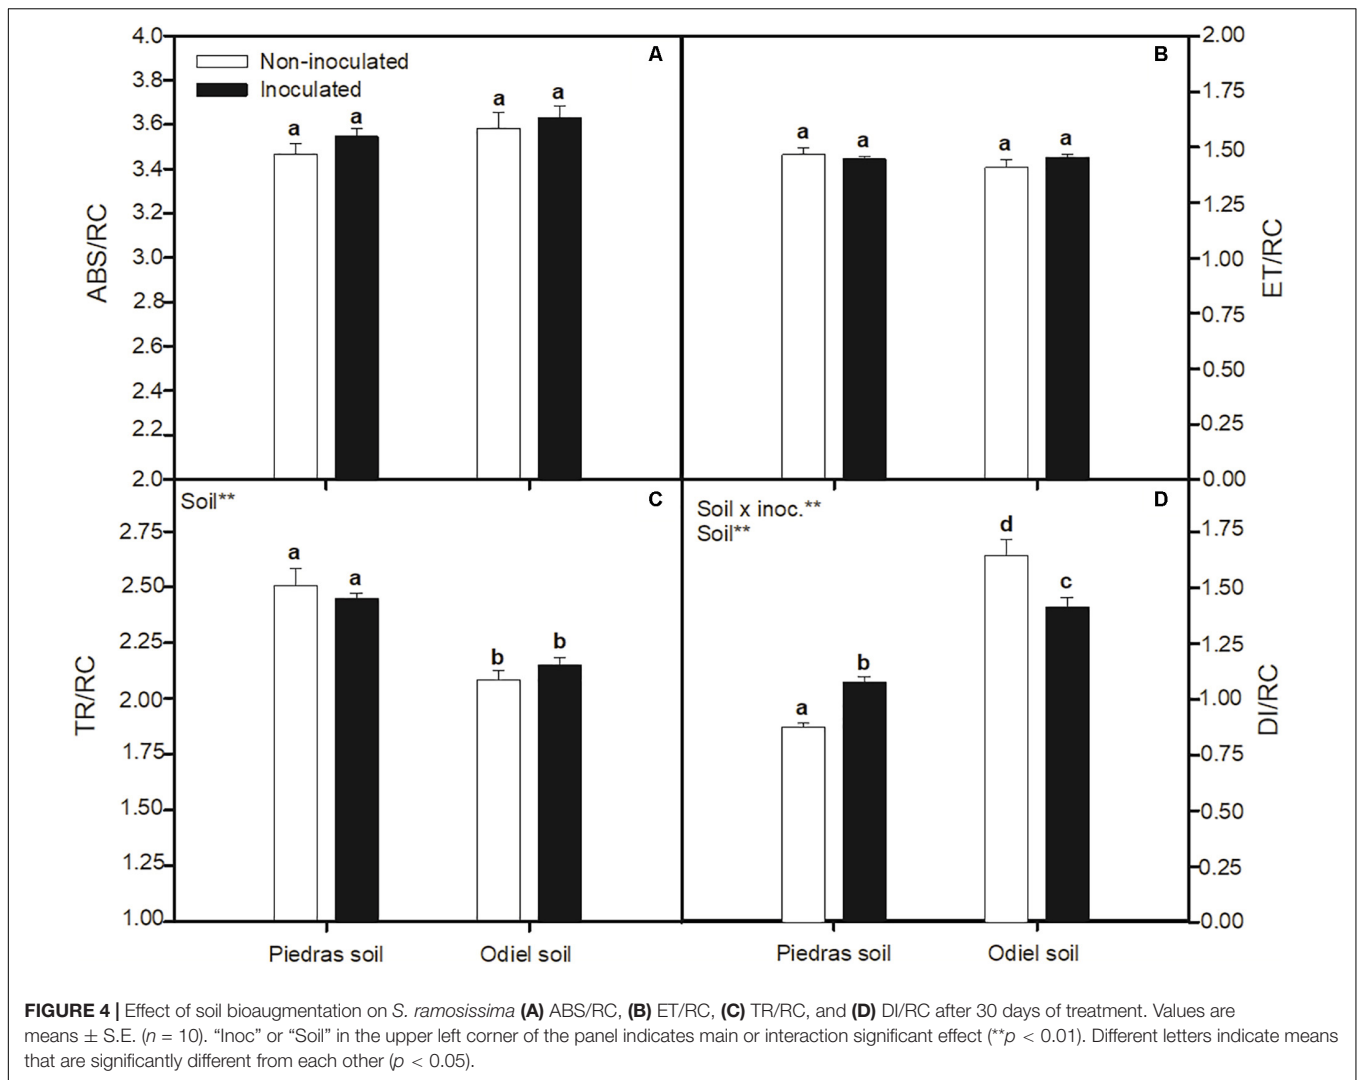 4.0
3.8
3.6
3.4
3.2
3.0
2.8
2.6
2.4
2.2
2.0
ABS/RC
Non-inoculated
Inoculated
A
a
a
a
a
B
a
a
a
a
2.00
1.75
1.50
1.25
1.00
0.75
0.50
0.25
0.00
ET/RC
2.75
2.50
2.25
2.00
1.75
1.50
1.25
1.00
TR/RC
Soil**
C
a
a
b
b
Piedras soil
Odiel soil
Soil x inoc.**
Soil**
D
a
b
d
c
Piedras soil
Odiel soil
1.75
1.50
1.25
1.00
0.75
0.50
0.25
0.00
DI/RC
FIGURE 4 | Effect of soil bioaugmentation on S. ramosissima (A) ABS/RC, (B) ET/RC, (C) TR/RC, and (D) DI/RC after 30 days of treatment. Values are
means ± S.E. (n = 10). “Inoc” or “Soil” in the upper left corner of the panel indicates main or interaction significant effect (**p < 0.01). Different letters indicate means
that are significantly different from each other (p < 0.05).